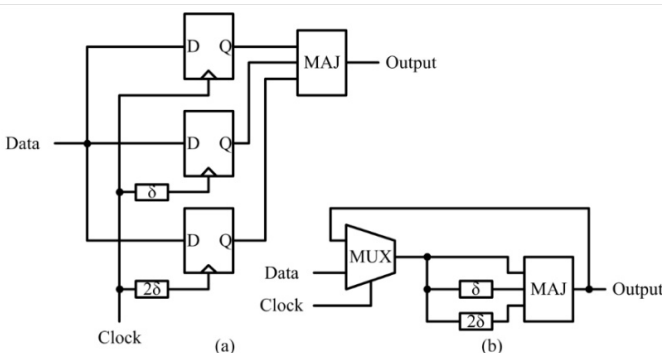 D Q
MAJ
Output
Data
D Q
δ
D Q
2δ
Clock
(a)
MUX
Data
Clock
δ
2δ
MAJ
Output
(b)